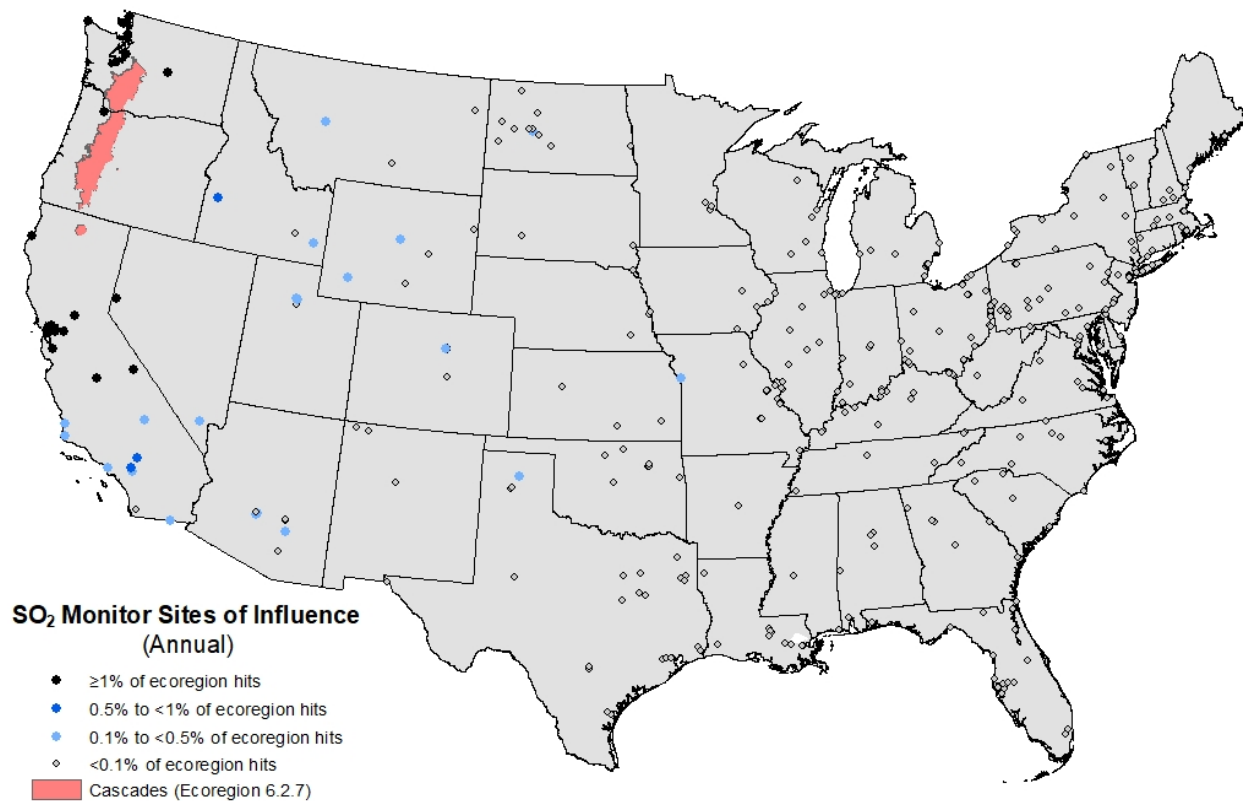 SO₂ Monitor Sites of Influence
(Annual)
≥1% of ecoregion hits
0.5% to <1% of ecoregion hits
0.1% to <0.5% of ecoregion hits
<0.1% of ecoregion hits
Cascades (Ecoregion 6.2.7)